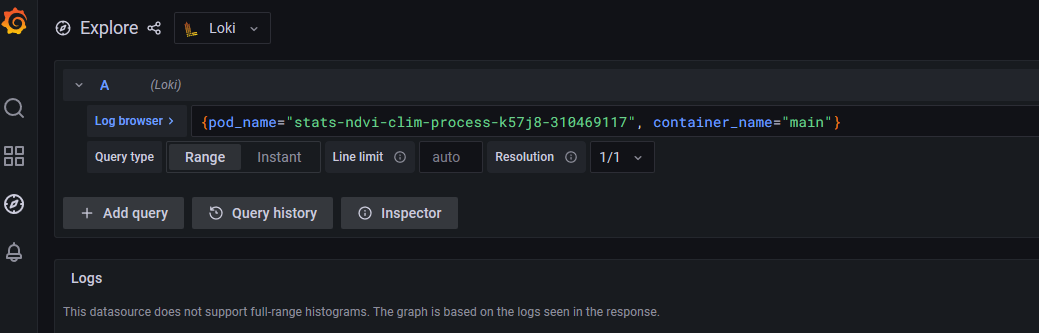 Explore Loki
A (Loki)
Log browser > {pod_name="stats-ndvi-clim-process-k57j8-310469117", container_name="main"}
Query type Range Instant Line limit auto Resolution 1/1
+ Add query Query history Inspector
Logs
This datasource does not support full-range histograms. The graph is based on the logs seen in the response.